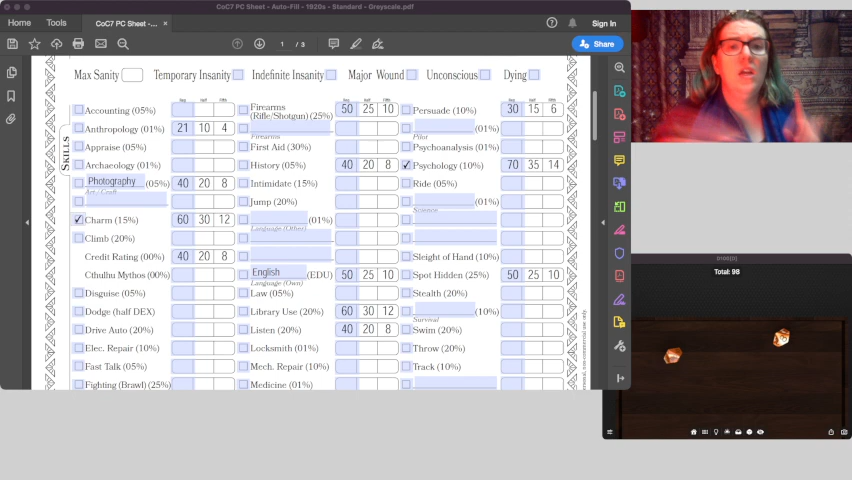 CoC7 PC Sheet - Auto-Fill - 1920s - Standard - Greyscale.pdf
Home Tools CoC7 PC Sheet -... × Sign In
1 / 3 Share
Max Sanity Temporary Insanity Indefinite Insanity Major Wound Unconscious Dying
SKILLS
Accounting (05%) Firearms (Rifle/Shotgun) (25%) 50 25 10 Persuade (10%) 30 15 6
Anthropology (01%) 21 10 4 Firearms (01%) Pilot
Appraise (05%) First Aid (30%) Psychoanalysis (01%)
Archaeology (01%) History (05%) 40 20 8 Psychology (10%) 70 35 14
Photography (05%) 40 20 8 Intimidate (15%) Ride (05%)
Art / Craft Jump (20%) (01%) Science
Charm (15%) 60 30 12 (01%) Language (Other)
Climb (20%)
Credit Rating (00%) 40 20 8 Sleight of Hand (10%)
Cthulhu Mythos (00%) English (EDU) 50 25 10 Spot Hidden (25%) 50 25 10
Language (Own)
Disguise (05%) Law (05%) Stealth (20%)
Dodge (half DEX) Library Use (20%) 60 30 12 (10%) Survival
Drive Auto (20%) Listen (20%) 40 20 8 Swim (20%)
Elec. Repair (10%) Locksmith (01%) Throw (20%)
Fast Talk (05%) Mech. Repair (10%) Track (10%)
Fighting (Brawl) (25%) Medicine (01%)
Total: 98